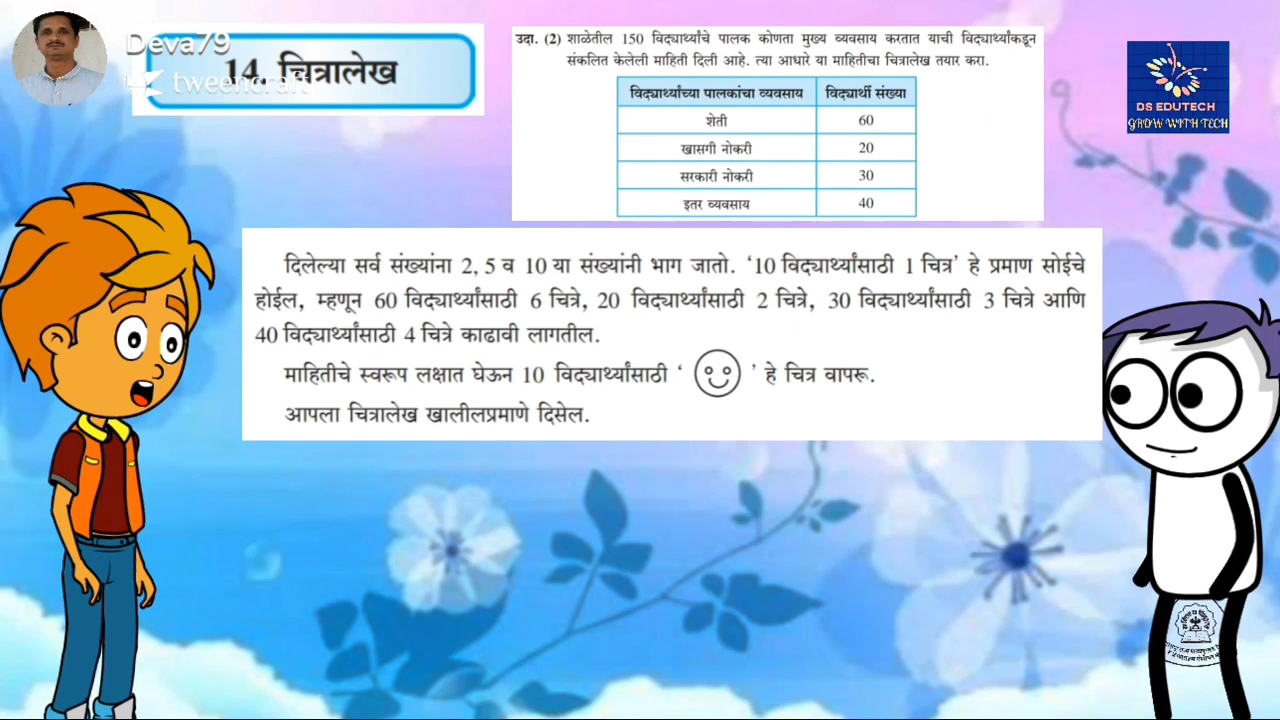 Deva79
tweencraft
14. चित्रालेख
उदा. (2) शाळेतील 150 विद्यार्थ्यांचे पालक कोणता मुख्य व्यवसाय करतात याची विद्यार्थ्यांकडून
संकलित केलेली माहिती दिली आहे. त्या आधारे या माहितीचा चित्रालेख तयार करा.
विद्यार्थ्यांच्या पालकांचा व्यवसाय विद्यार्थी संख्या
शेती 60
खासगी नोकरी 20
सरकारी नोकरी 30
इतर व्यवसाय 40
DS EDUTECH
GROW WITH TECH
दिलेल्या सर्व संख्यांना 2, 5 व 10 या संख्यांनी भाग जातो. ‘10 विद्यार्थ्यांसाठी 1 चित्र’ हे प्रमाण सोईचे
होईल, म्हणून 60 विद्यार्थ्यांसाठी 6 चित्रे, 20 विद्यार्थ्यांसाठी 2 चित्रे, 30 विद्यार्थ्यांसाठी 3 चित्रे आणि
40 विद्यार्थ्यांसाठी 4 चित्रे काढावी लागतील.
माहितीचे स्वरूप लक्षात घेऊन 10 विद्यार्थ्यांसाठी ‘ ’ हे चित्र वापरू.
आपला चित्रालेख खालीलप्रमाणे दिसेल.